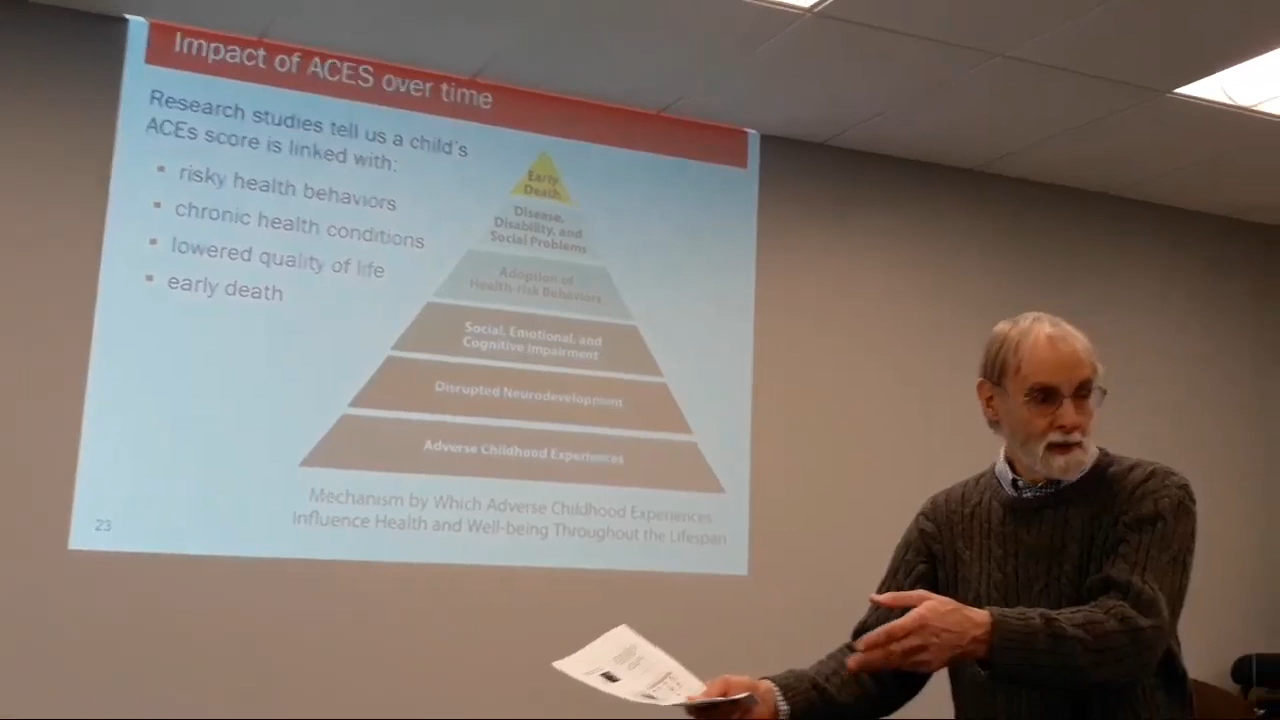 Impact of ACES over time
Research studies tell us a child's
ACEs score is linked with:
▪ risky health behaviors
▪ chronic health conditions
▪ lowered quality of life
▪ early death
Early
Death
Disease,
Disability, and
Social Problems
Adoption of
Health-risk Behaviors
Social, Emotional, and
Cognitive Impairment
Disrupted Neurodevelopment
Adverse Childhood Experiences
Mechanism by Which Adverse Childhood Experiences
Influence Health and Well-being Throughout the Lifespan
23